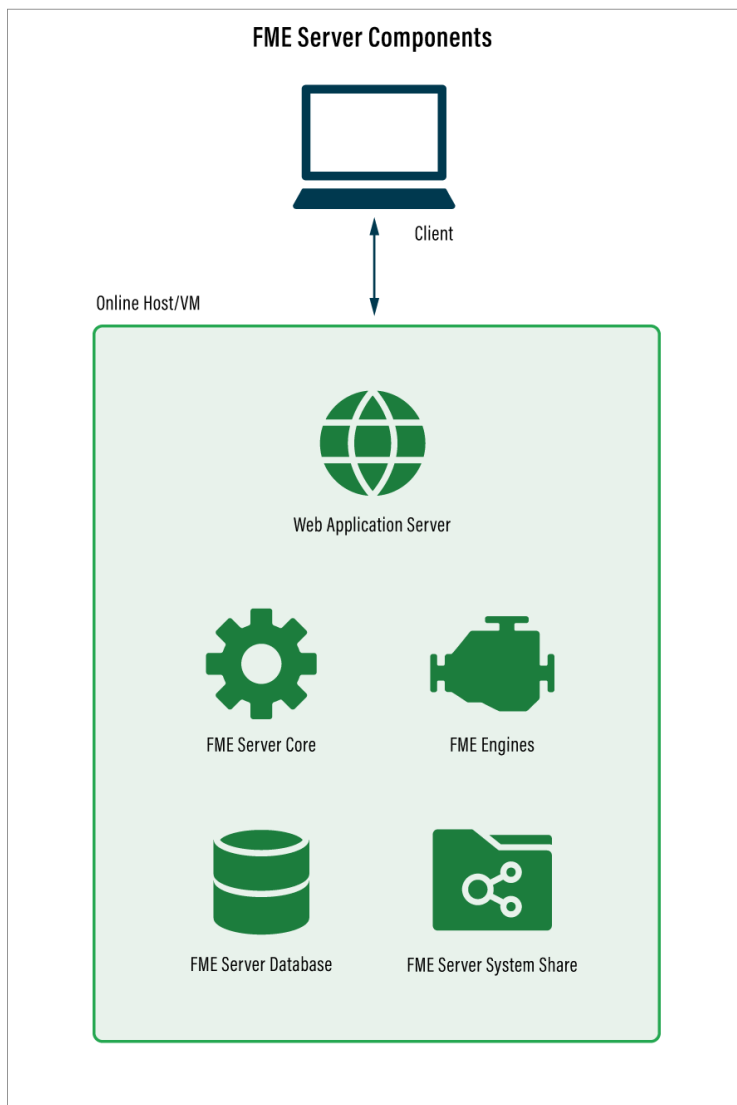 FME Server Components
Client
Online Host/VM
Web Application Server
FME Server Core
FME Engines
FME Server Database
FME Server System Share